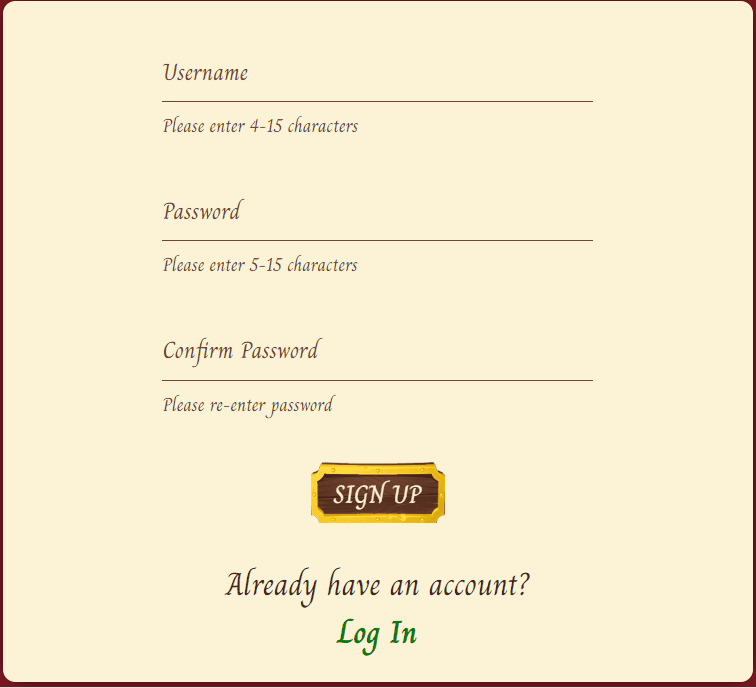 Username
Please enter 4-15 characters
Password
Please enter 5-15 characters
Confirm Password
Please re-enter password
SIGN UP
Already have an account?
Log In